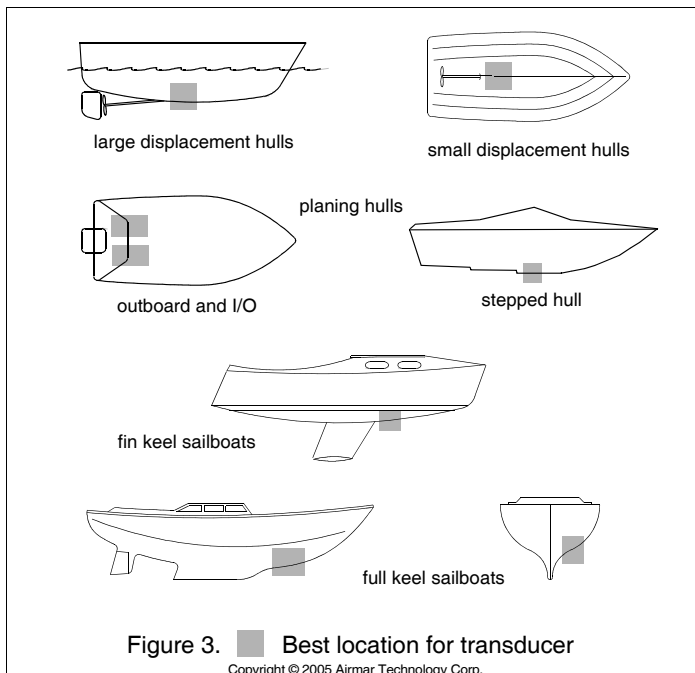 large displacement hulls
small displacement hulls
planing hulls
outboard and I/O
stepped hull
fin keel sailboats
full keel sailboats
Figure 3. Best location for transducer
Copyright © 2005 Airmar Technology Corp.